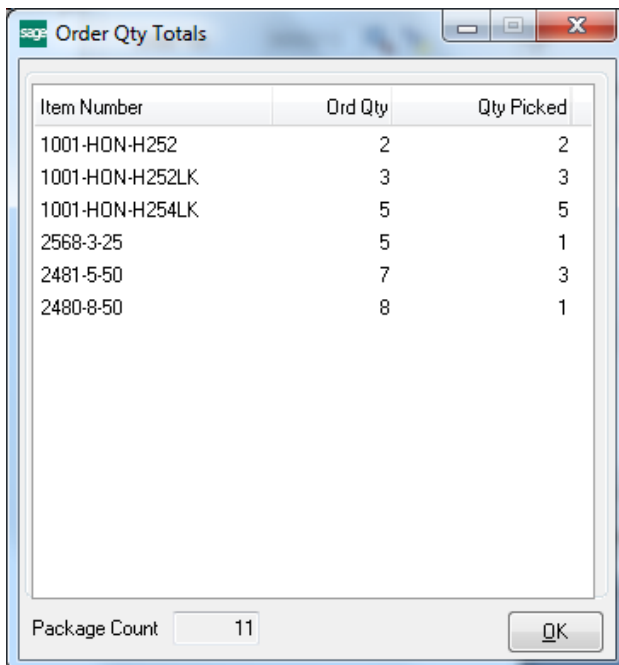 sage Order Qty Totals
Item Number Ord Qty Qty Picked
1001-HON-H252 2 2
1001-HON-H252LK 3 3
1001-HON-H254LK 5 5
2568-3-25 5 1
2481-5-50 7 3
2480-8-50 8 1
Package Count 11 OK